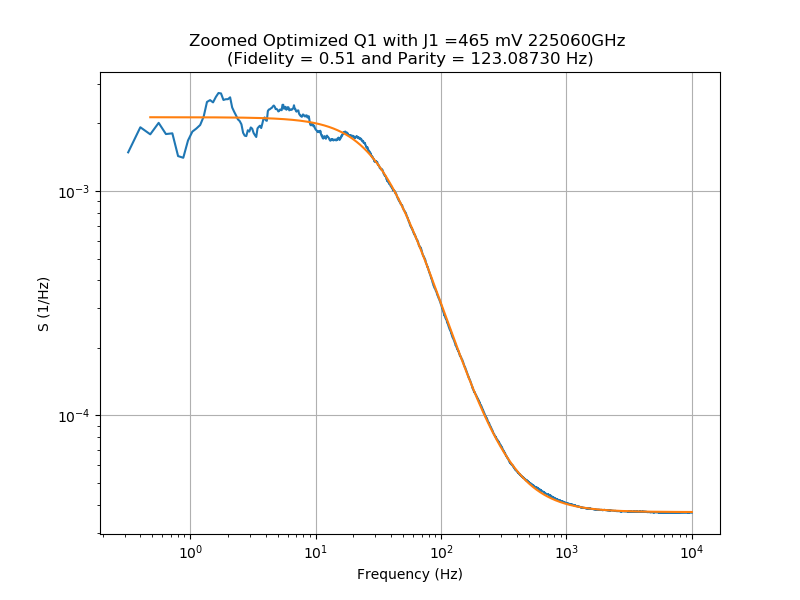 Zoomed Optimized Q1 with J1 =465 mV 225060GHz
(Fidelity = 0.51 and Parity = 123.08730 Hz)
S (1/Hz)
10⁻³
10⁻⁴
10⁰ 10¹ 10² 10³ 10⁴
Frequency (Hz)